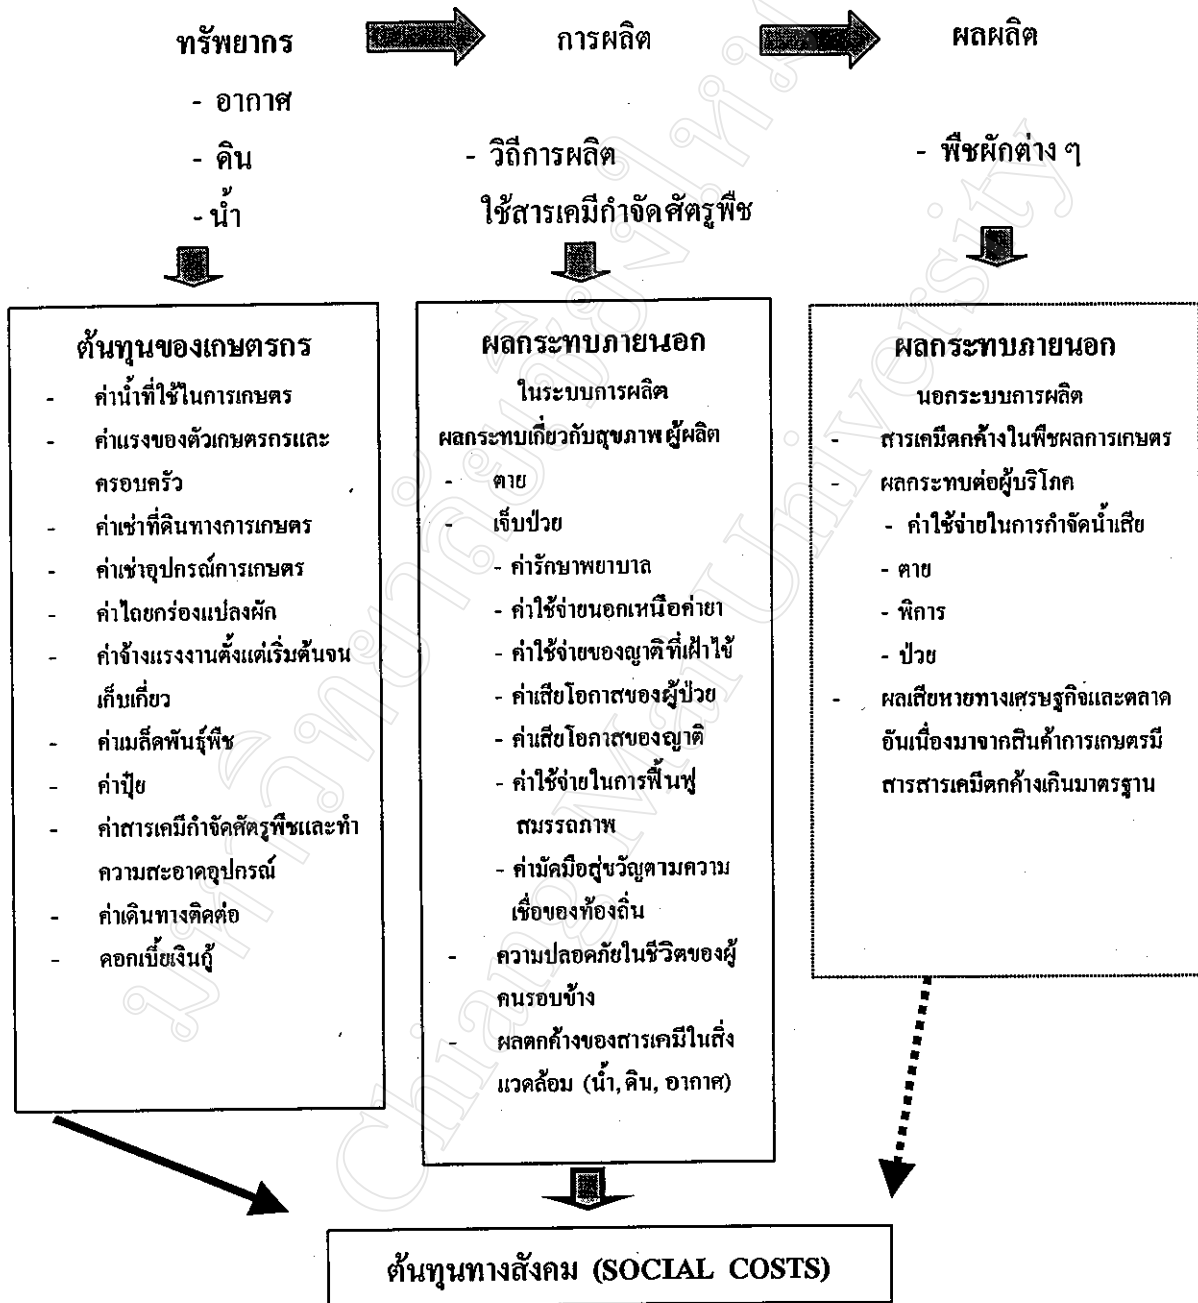 ทรัพยากร
การผลิต
ผลผลิต
- อากาศ
- ดิน
- น้ำ
- วิถีการผลิต
ใช้สารเคมีกำจัดศัตรูพืช
- พืชผักต่าง ๆ
ต้นทุนของเกษตรกร
- ค่าน้ำที่ใช้ในการเกษตร
- ค่าแรงของตัวเกษตรกรและ
ครอบครัว
- ค่าเช่าที่ดินทางการเกษตร
- ค่าเช่าอุปกรณ์การเกษตร
- ค่าไถยกร่องแปลงผัก
- ค่าจ้างแรงงานตั้งแต่เริ่มต้นจน
เก็บเกี่ยว
- ค่าเมล็ดพันธุ์พืช
- ค่าปุ๋ย
- ค่าสารเคมีกำจัดศัตรูพืชและทำ
ความสะอาดอุปกรณ์
- ค่าเดินทางติดต่อ
- ดอกเบี้ยเงินกู้
ผลกระทบภายนอก
ในระบบการผลิต
ผลกระทบเกี่ยวกับสุขภาพผู้ผลิต
- ตาย
- เจ็บป่วย
- ค่ารักษาพยาบาล
- ค่าใช้จ่ายนอกเหนือค่ายา
- ค่าใช้จ่ายของญาติที่เฝ้าไข้
- ค่าเสียโอกาสของผู้ป่วย
- ค่าเสียโอกาสของญาติ
- ค่าใช้จ่ายในการฟื้นฟู
สมรรถภาพ
- ค่ามัดมือสู่ขวัญตามความ
เชื่อของท้องถิ่น
- ความปลอดภัยในชีวิตของผู้
คนรอบข้าง
- ผลตกค้างของสารเคมีในสิ่ง
แวดล้อม (น้ำ, ดิน, อากาศ)
ผลกระทบภายนอก
นอกระบบการผลิต
- สารเคมีตกค้างในพืชผลการเกษตร
- ผลกระทบต่อผู้บริโภค
- ค่าใช้จ่ายในการกำจัดน้ำเสีย
- ตาย
- พิการ
- ป่วย
- ผลเสียหายทางเศรษฐกิจและตลาด
อันเนื่องมาจากสินค้าการเกษตรมี
สารสารเคมีตกค้างเกินมาตรฐาน
ต้นทุนทางสังคม (SOCIAL COSTS)
มหาวิทยาลัยเชียงใหม่
Chiang Mai University